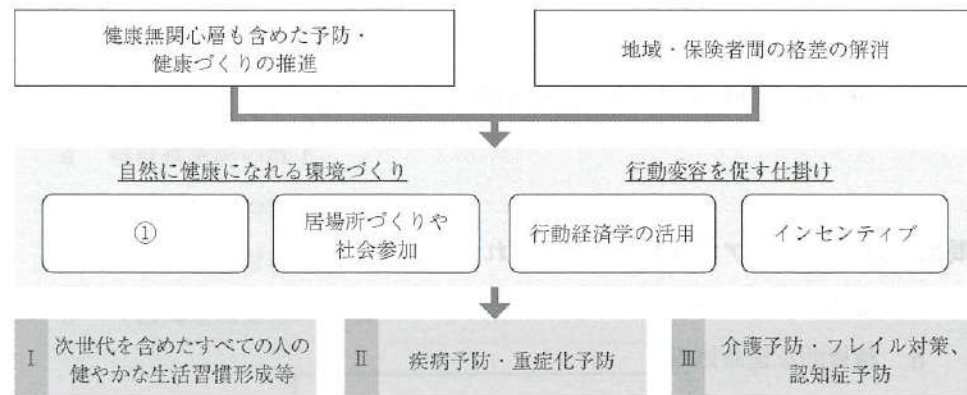 健康無関心層も含めた予防・
健康づくりの推進
地域・保険者間の格差の解消
自然に健康になれる環境づくり
行動変容を促す仕掛け
①
居場所づくりや
社会参加
行動経済学の活用
インセンティブ
Ⅰ
次世代を含めたすべての人の
健やかな生活習慣形成等
Ⅱ
疾病予防・重症化予防
Ⅲ
介護予防・フレイル対策、
認知症予防